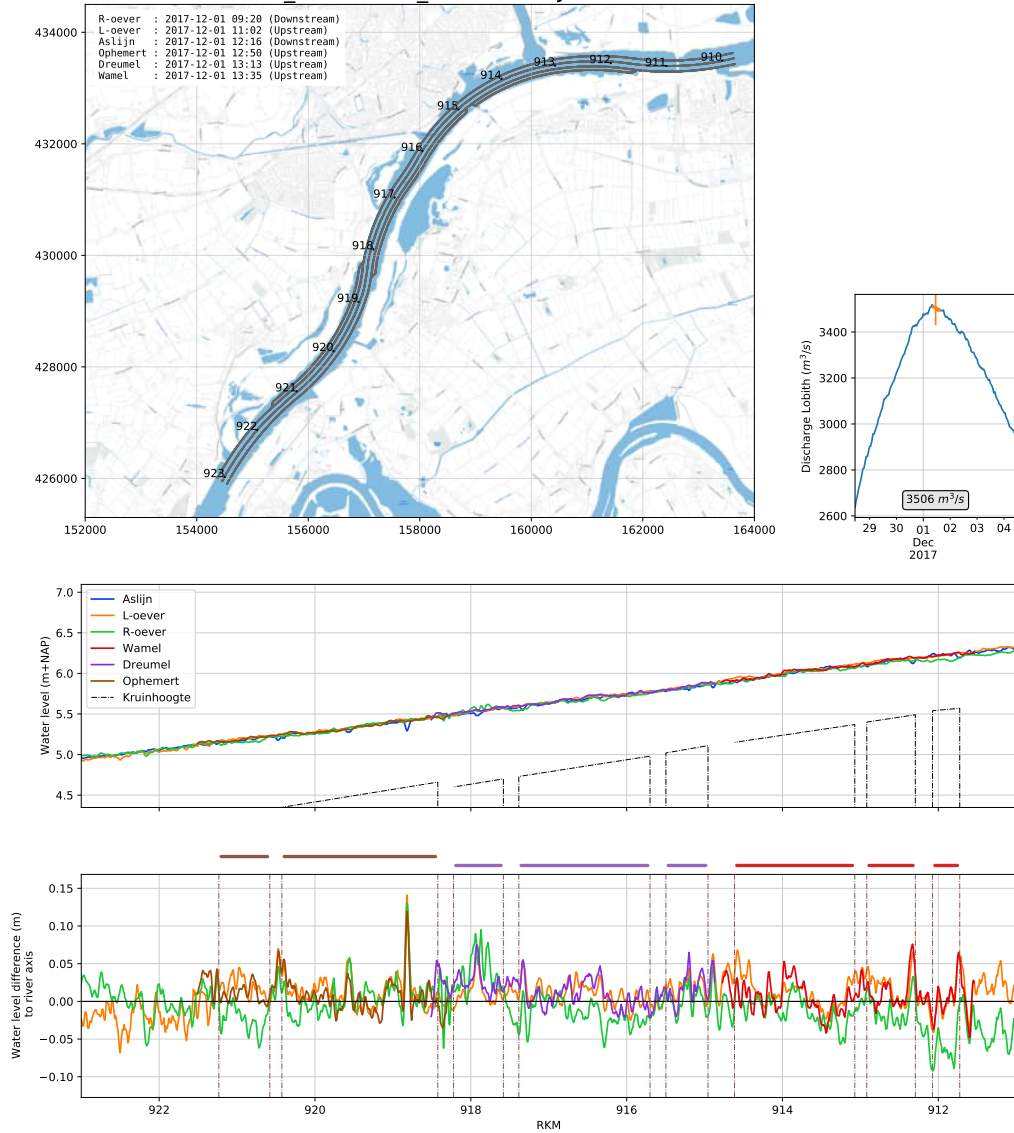 R-oever : 2017-12-01 09:20 (Downstream)
L-oever : 2017-12-01 11:02 (Upstream)
Aslijn : 2017-12-01 12:16 (Downstream)
Ophemert : 2017-12-01 12:50 (Upstream)
Dreumel : 2017-12-01 13:13 (Upstream)
Wamel : 2017-12-01 13:35 (Upstream)
434000
432000
430000
428000
426000
910
911
912
913
914
915
916
917
918
919
920
921
922
923
152000 154000 156000 158000 160000 162000 164000
Discharge Lobith (m³/s)
3400
3200
3000
2800
2600
3506 m³/s
29 30 01 02 03 04
Dec
2017
Water level (m+NAP)
7.0
6.5
6.0
5.5
5.0
4.5
Aslijn
L-oever
R-oever
Wamel
Dreumel
Ophemert
Kruinhoogte
Water level difference (m)
to river axis
0.15
0.10
0.05
0.00
−0.05
−0.10
922 920 918 916 914 912
RKM